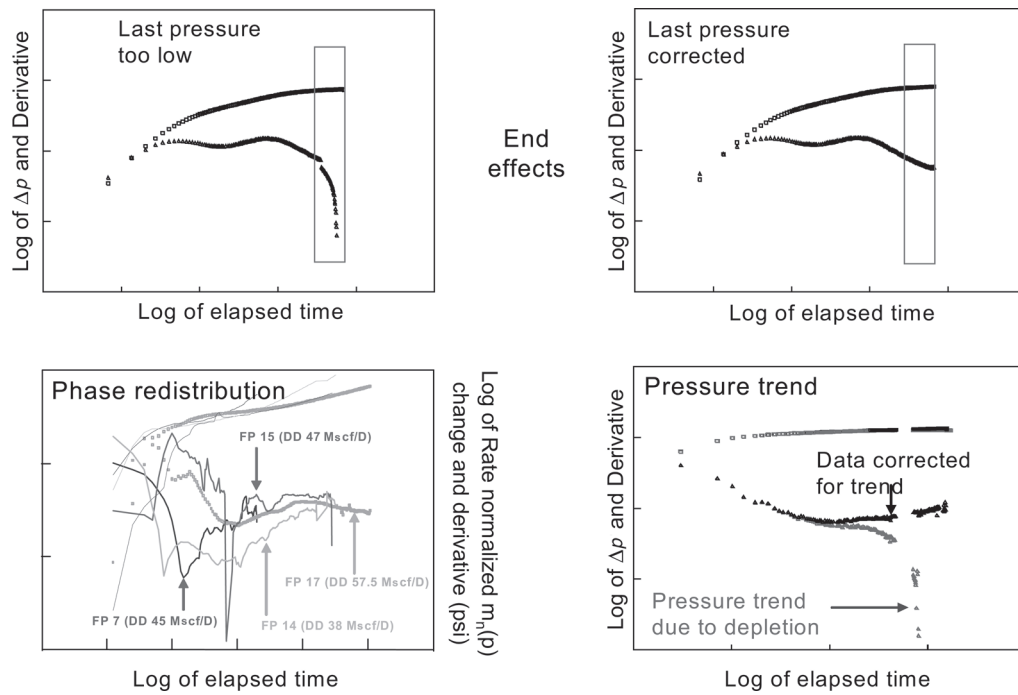 Last pressure
too low
Log of Δp and Derivative
Log of elapsed time
End
effects
Last pressure
corrected
Log of Δp and Derivative
Log of elapsed time
Phase redistribution
FP 15 (DD 47 Mscf/D)
FP 17 (DD 57.5 Mscf/D)
FP 7 (DD 45 Mscf/D)
FP 14 (DD 38 Mscf/D)
Log of Rate normalized mn(p)
change and derivative (psi)
Log of elapsed time
Pressure trend
Log of Δp and Derivative
Data corrected
for trend
Pressure trend
due to depletion
Log of elapsed time